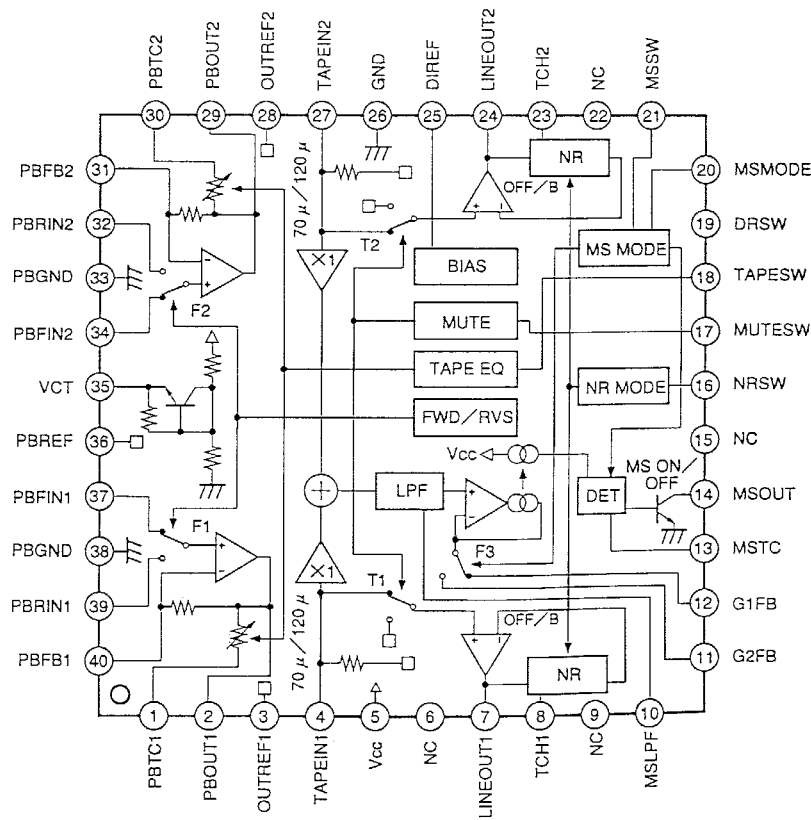 PBTC2
PBOUT2
OUTREF2
TAPEIN2
GND
DIREF
LINEOUT2
TCH2
NC
MSSW
30
29
28
27
26
25
24
23
22
21
PBFB2 31
PBRIN2 32
PBGND 33
PBFIN2 34
VCT 35
PBREF 36
PBFIN1 37
PBGND 38
PBRIN1 39
PBFB1 40
20 MSMODE
19 DRSW
18 TAPESW
17 MUTESW
16 NRSW
15 NC
14 MSOUT
13 MSTC
12 G1FB
11 G2FB
70μ/120μ
NR
OFF/B
+
−
T2
×1
−
+
F2
BIAS
MS MODE
MUTE
TAPE EQ
NR MODE
FWD/RVS
Vcc
MS ON/
OFF
+
LPF
+
−
DET
F1
+
−
F3
×1
T1
OFF/B
70μ/120μ
+
−
NR
1
2
3
4
5
6
7
8
9
10
PBTC1
PBOUT1
OUTREF1
TAPEIN1
Vcc
NC
LINEOUT1
TCH1
NC
MSLPF